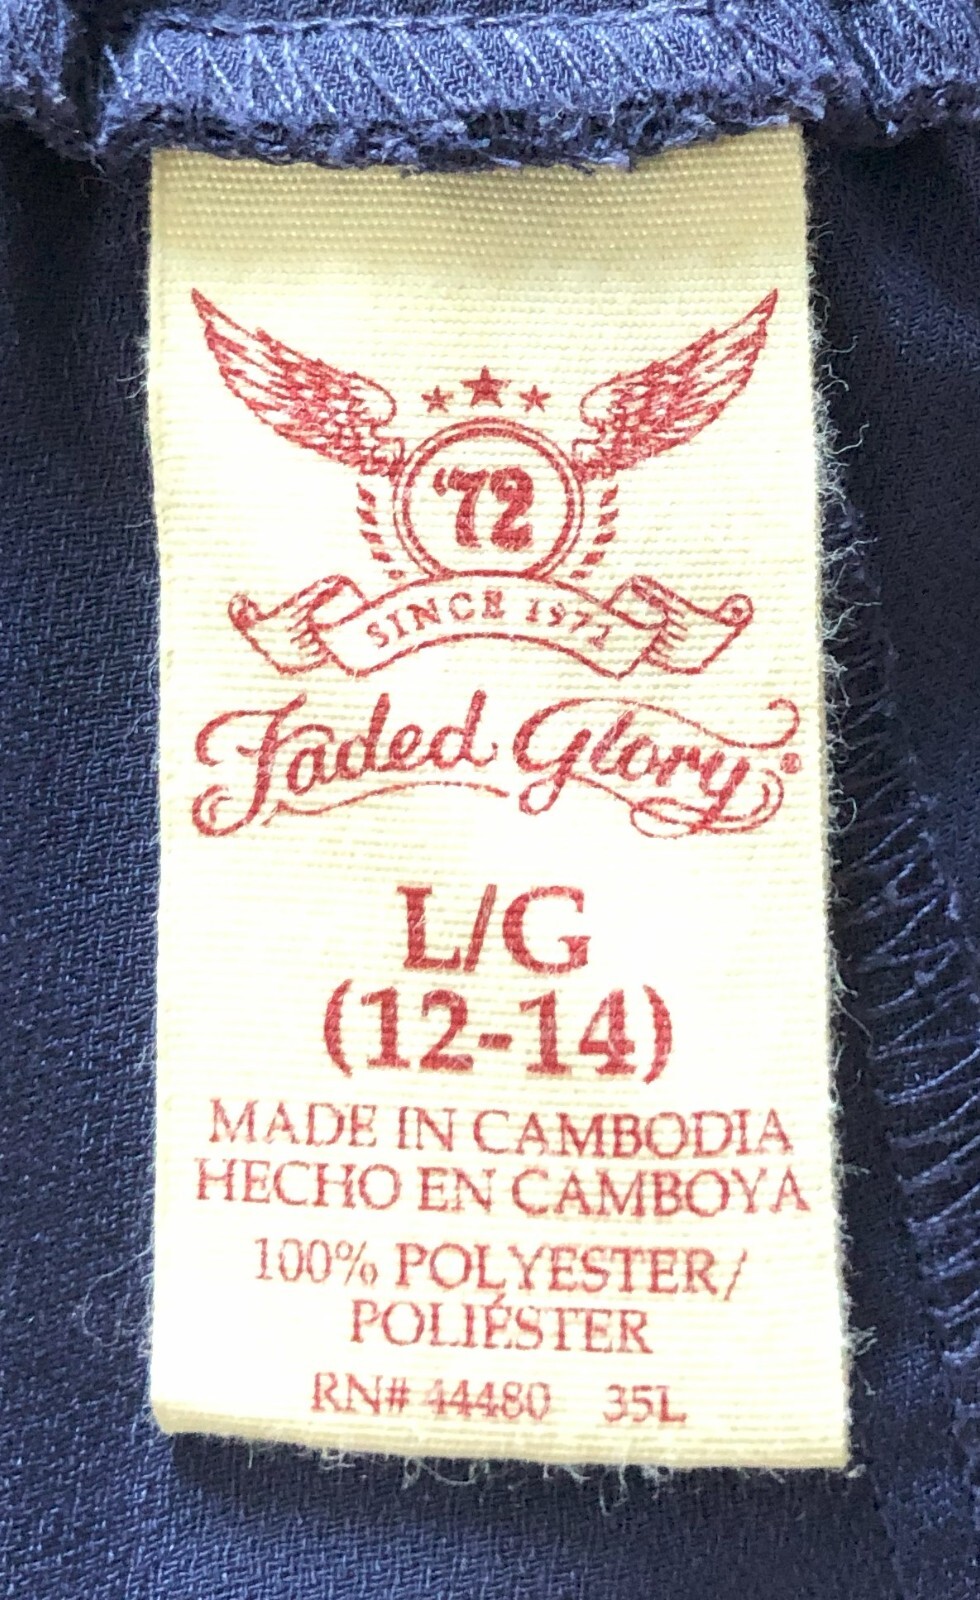 '72
SINCE 1972
Faded Glory®
L/G
(12-14)
MADE IN CAMBODIA
HECHO EN CAMBOYA
100% POLYESTER/
POLIÉSTER
RN# 44480 35L